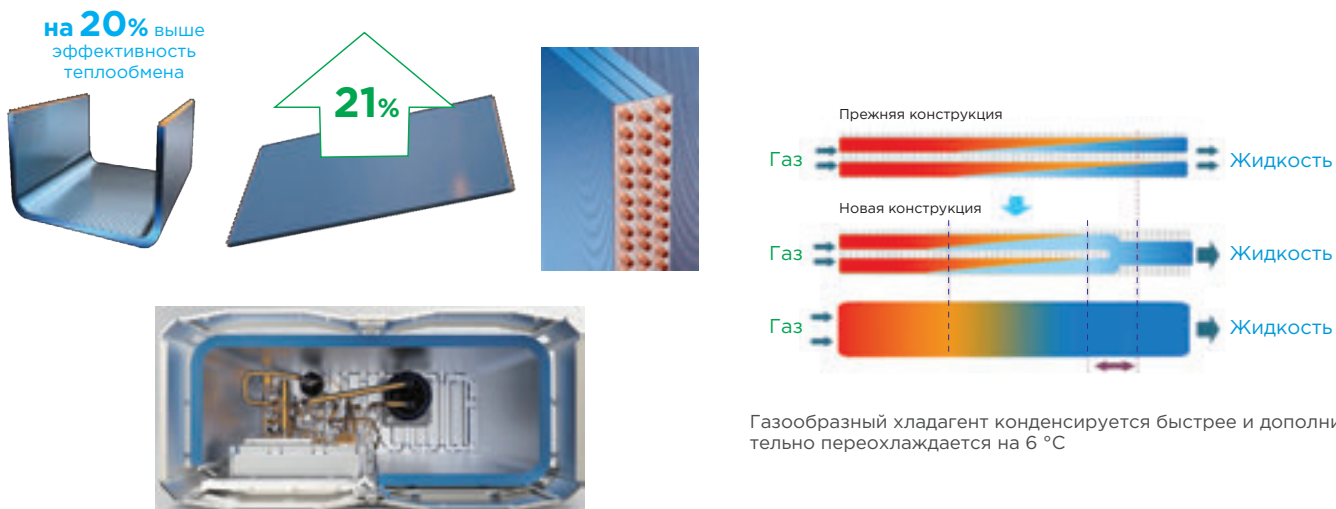 на 20% выше
эффективность
теплообмена
21%
Прежняя конструкция
Газ
Жидкость
Новая конструкция
Газ
Жидкость
Газ
Жидкость
Газообразный хладагент конденсируется быстрее и дополни
тельно переохлаждается на 6 °C